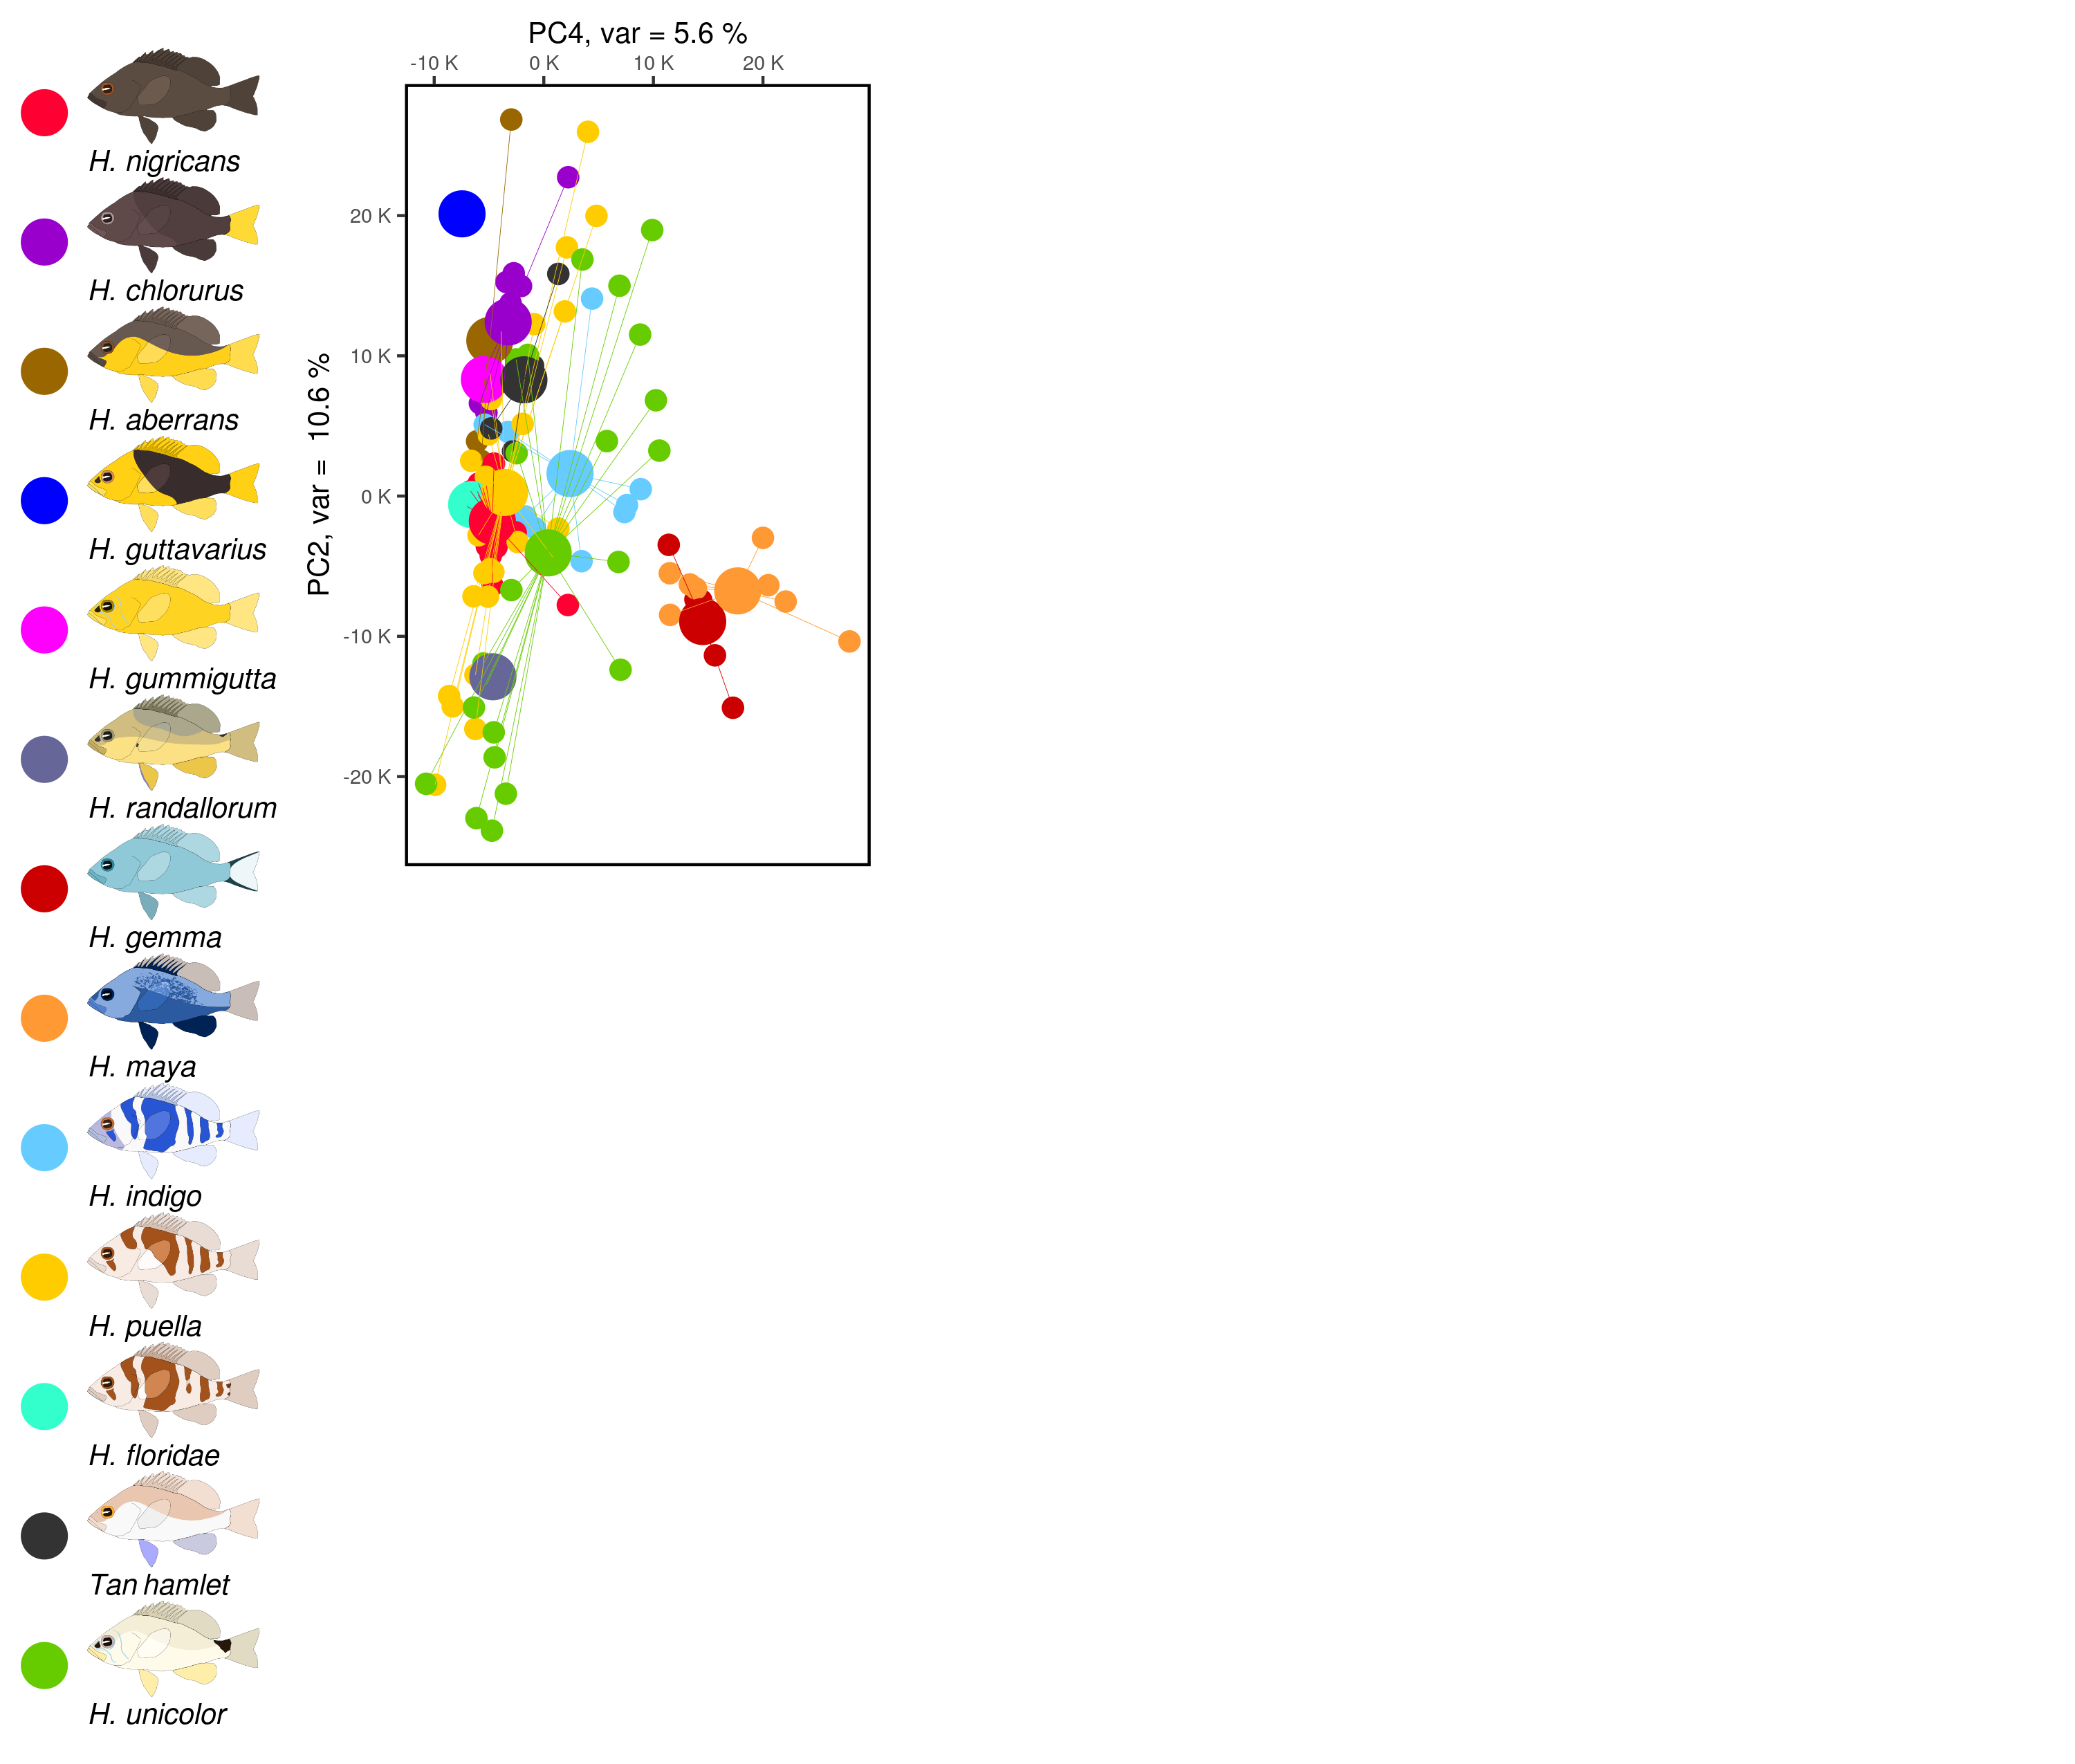 PC4, var = 5.6 %
-10 K 0 K 10 K 20 K
20 K
10 K
0 K
-10 K
-20 K
PC2, var = 10.6 %
H. nigricans
H. chlorurus
H. aberrans
H. guttavarius
H. gummigutta
H. randallorum
H. gemma
H. maya
H. indigo
H. puella
H. floridae
Tan hamlet
H. unicolor